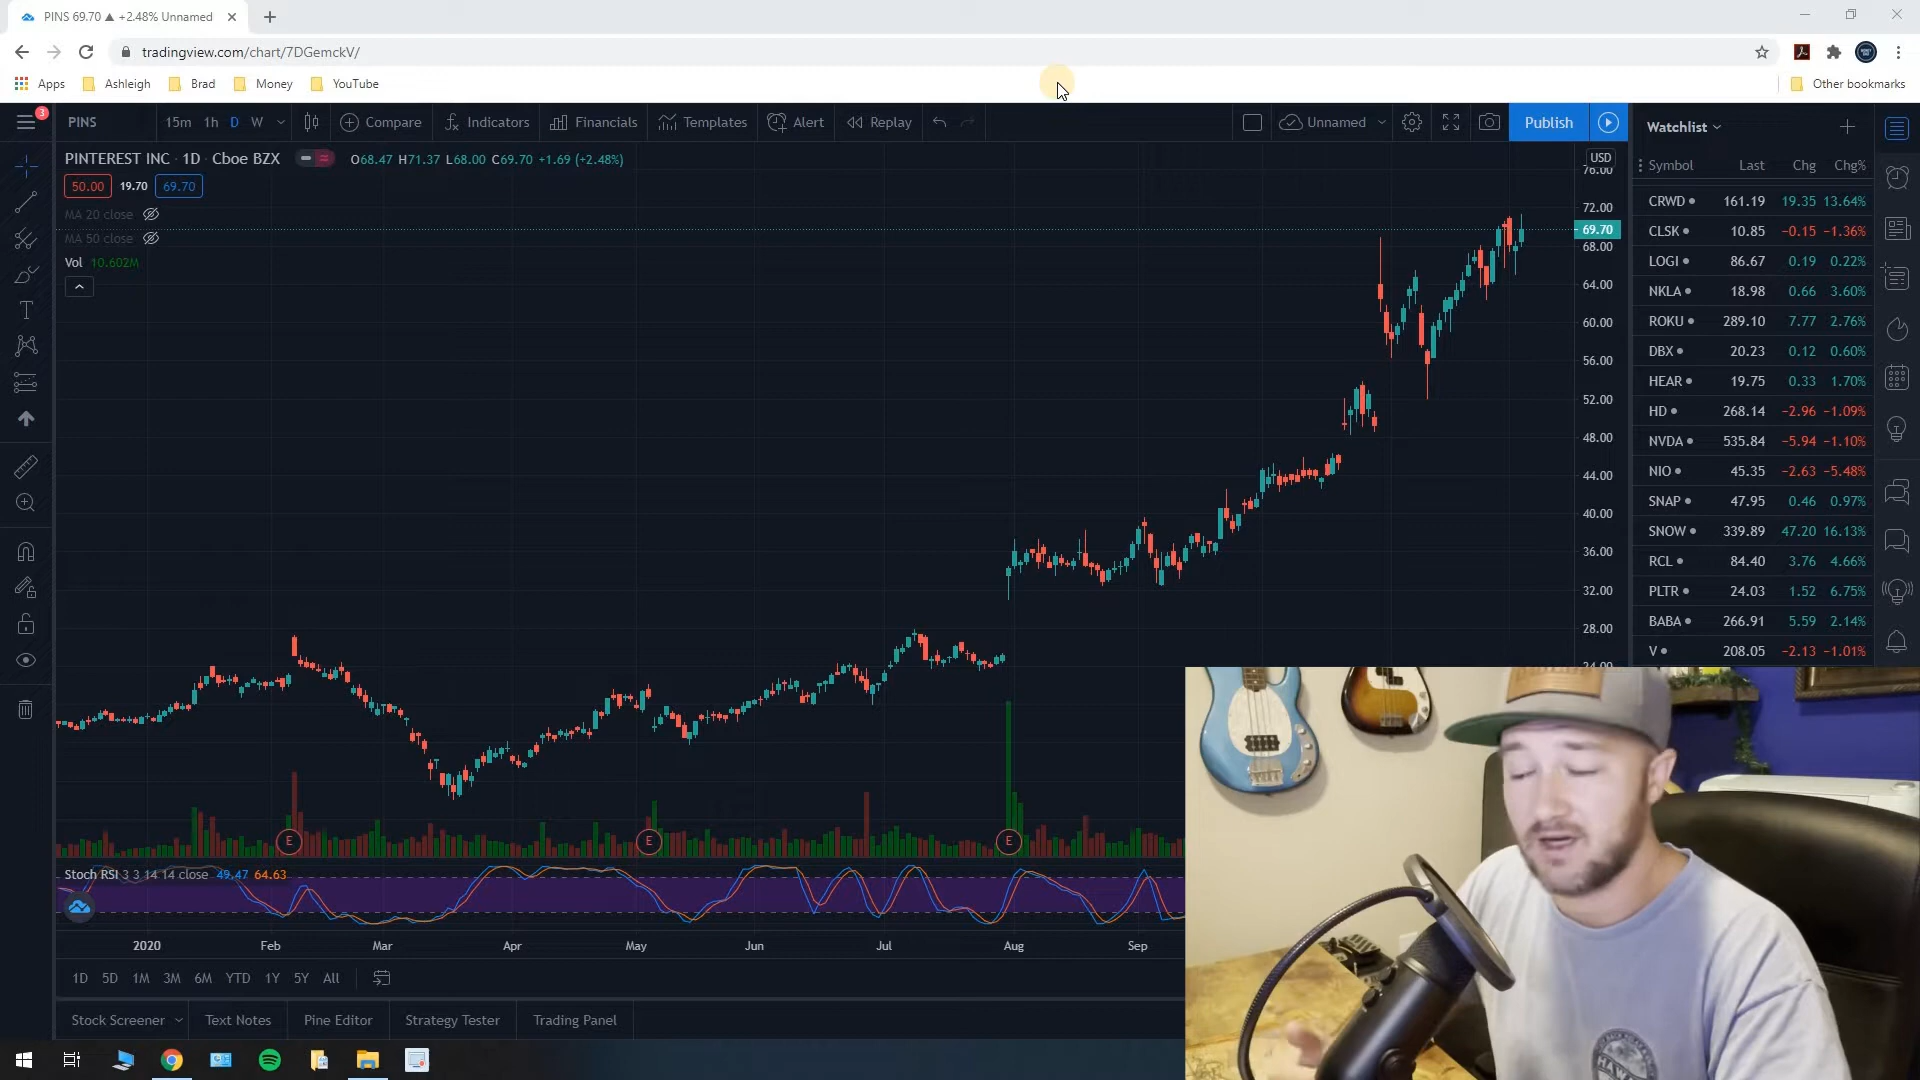 PINS 69.70 ▲ +2.48% Unnamed
tradingview.com/chart/7DGemckV/
Apps Ashleigh Brad Money YouTube Other bookmarks
3
PINS 15m 1h D W Compare Indicators Financials Templates Alert Replay Unnamed Publish
PINTEREST INC · 1D · Cboe BZX O68.47 H71.37 L68.00 C69.70 +1.69 (+2.48%)
50.00 19.70 69.70
MA 20 close
MA 50 close
Vol 10.602M
USD
76.00
72.00
69.70
68.00
64.00
60.00
56.00
52.00
48.00
44.00
40.00
36.00
32.00
28.00
24.00
Watchlist
Symbol Last Chg Chg%
CRWD 161.19 19.35 13.64%
CLSK 10.85 −0.15 −1.36%
LOGI 86.67 0.19 0.22%
NKLA 18.98 0.66 3.60%
ROKU 289.10 7.77 2.76%
DBX 20.23 0.12 0.60%
HEAR 19.75 0.33 1.70%
HD 268.14 −2.96 −1.09%
NVDA 535.84 −5.94 −1.10%
NIO 45.35 −2.63 −5.48%
SNAP 47.95 0.46 0.97%
SNOW 339.89 47.20 16.13%
RCL 84.40 3.76 4.66%
PLTR 24.03 1.52 6.75%
BABA 266.91 5.59 2.14%
V 208.05 −2.13 −1.01%
E E E
Stoch RSI 3 3 14 14 close 49.47 64.63
2020 Feb Mar Apr May Jun Jul Aug Sep
1D 5D 1M 3M 6M YTD 1Y 5Y All
Stock Screener Text Notes Pine Editor Strategy Tester Trading Panel